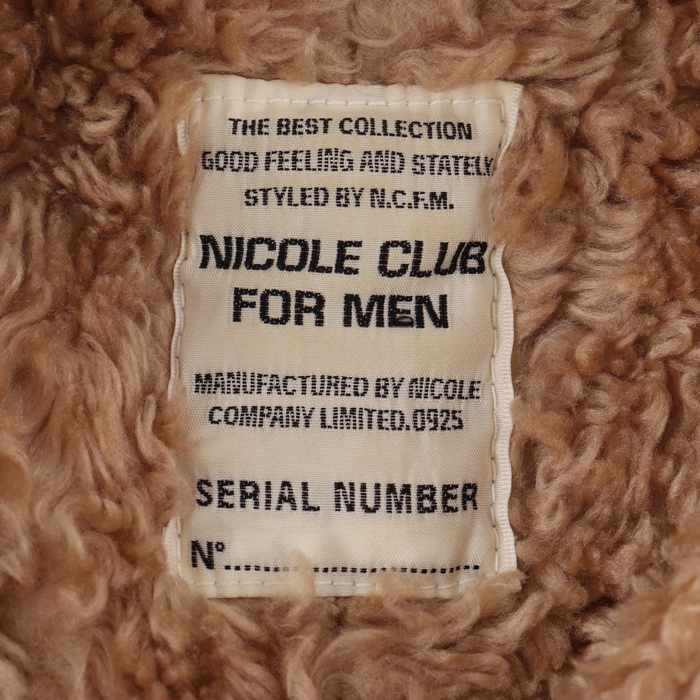 THE BEST COLLECTION
GOOD FEELING AND STATELY
STYLED BY N.C.F.M.
NICOLE CLUB
FOR MEN
MANUFACTURED BY NICOLE
COMPANY LIMITED.0925
SERIAL NUMBER
N°..............................